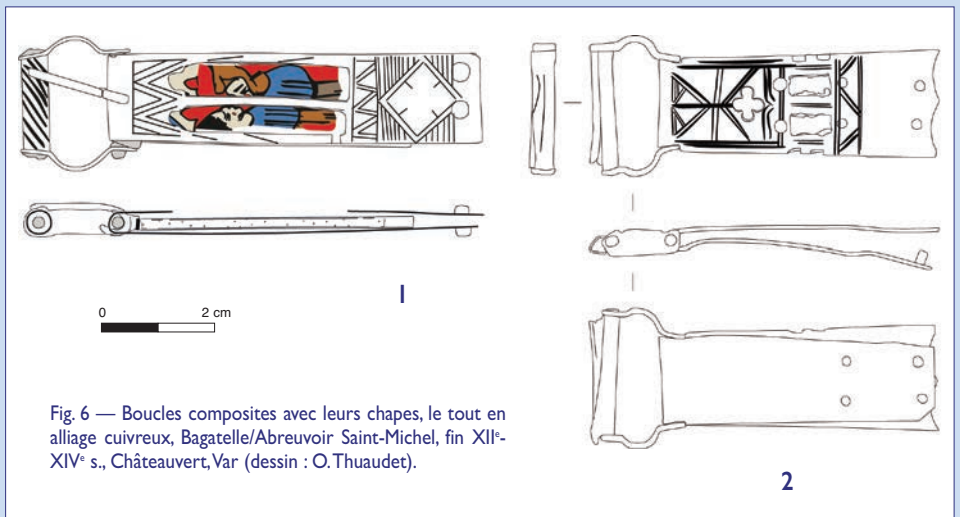 1
2
0 2 cm
Fig. 6 — Boucles composites avec leurs chapes, le tout en
alliage cuivreux, Bagatelle/Abreuvoir Saint-Michel, fin XIIᵉ-
XIVᵉ s., Châteauvert, Var (dessin : O. Thuaudet).